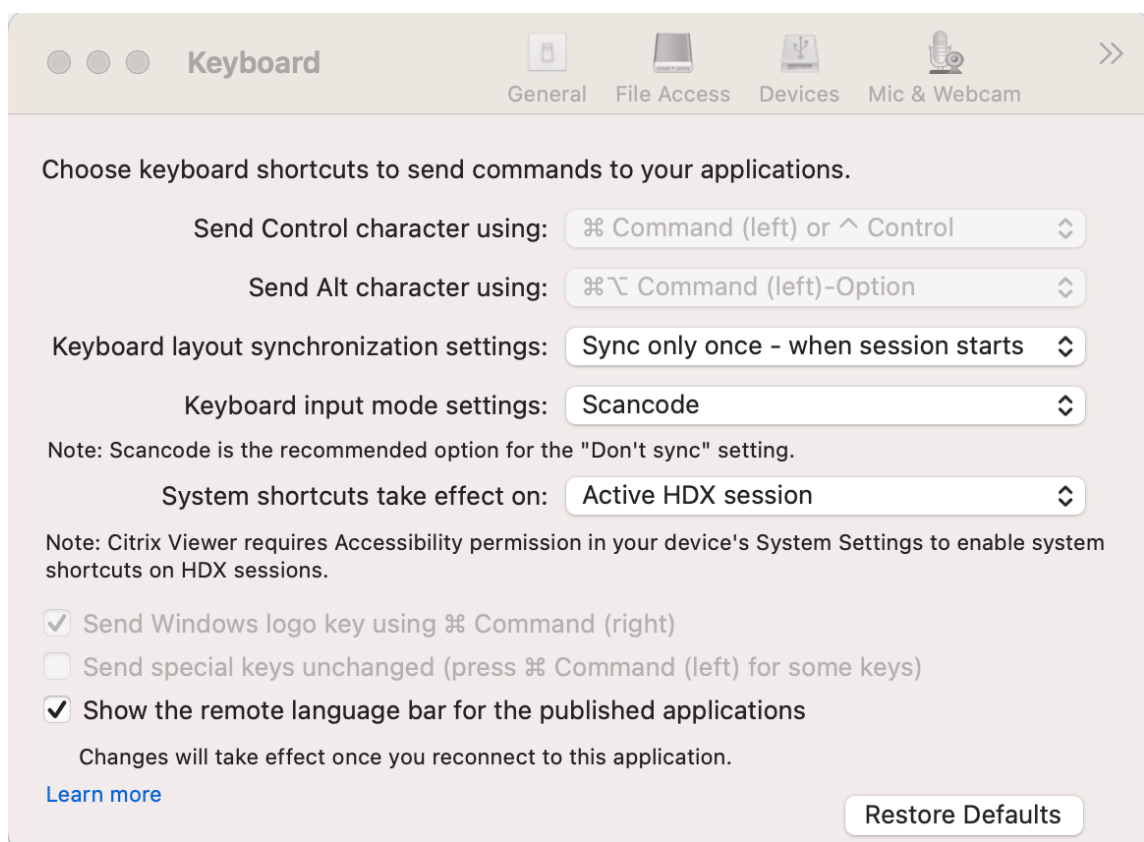 Keyboard
General File Access Devices Mic & Webcam
Choose keyboard shortcuts to send commands to your applications.
Send Control character using: ⌘ Command (left) or ^ Control
Send Alt character using: ⌘⌥ Command (left)-Option
Keyboard layout synchronization settings: Sync only once - when session starts
Keyboard input mode settings: Scancode
Note: Scancode is the recommended option for the "Don't sync" setting.
System shortcuts take effect on: Active HDX session
Note: Citrix Viewer requires Accessibility permission in your device's System Settings to enable system
shortcuts on HDX sessions.
Send Windows logo key using ⌘ Command (right)
Send special keys unchanged (press ⌘ Command (left) for some keys)
Show the remote language bar for the published applications
Changes will take effect once you reconnect to this application.
Learn more
Restore Defaults